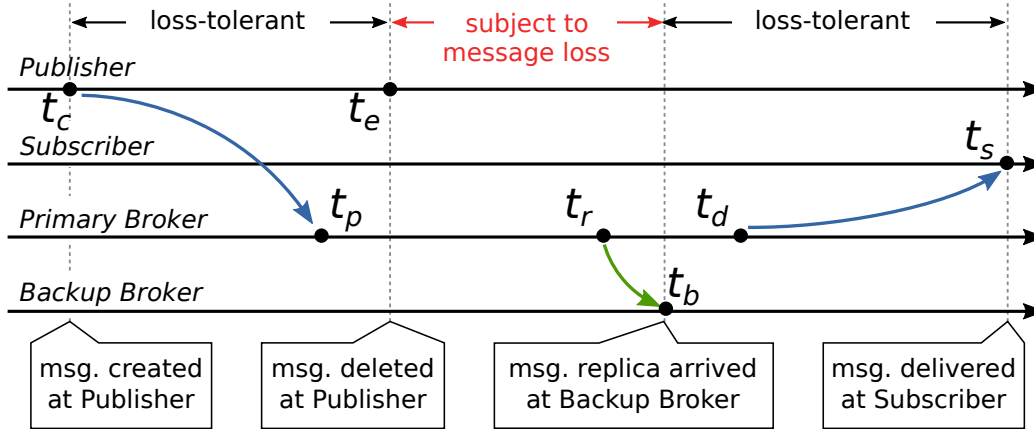 loss-tolerant
subject to
message loss
loss-tolerant
Publisher
t_c
t_e
Subscriber
t_s
Primary Broker
t_p
t_r
t_d
Backup Broker
t_b
msg. created
at Publisher
msg. deleted
at Publisher
msg. replica arrived
at Backup Broker
msg. delivered
at Subscriber